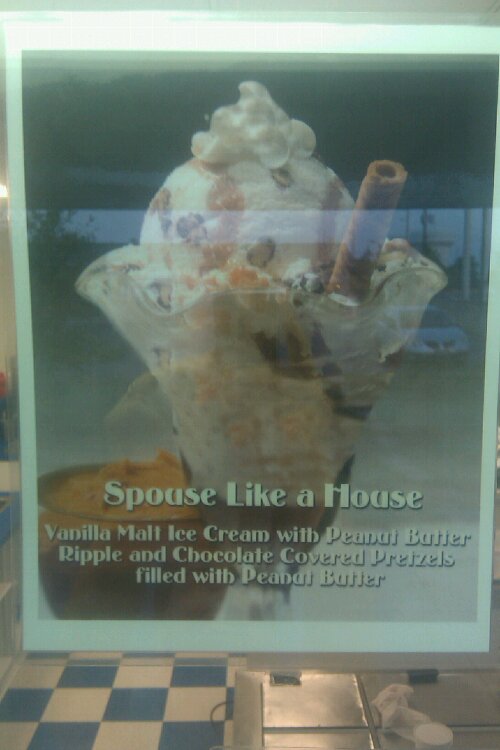 Spouse Like a House
Vanilla Malt Ice Cream with Peanut Butter
Ripple and Chocolate Covered Pretzels
filled with Peanut Butter